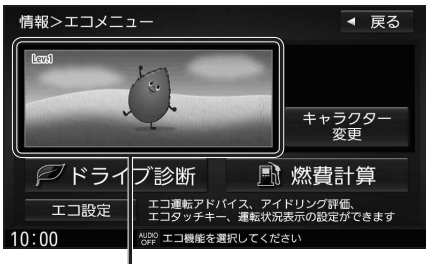 情報>エコメニュー
戻る
Lev.1
キャラクター
変更
ドライブ診断
燃費計算
エコ設定
エコ運転アドバイス、アイドリング評価、
エコタッチキー、運転状況表示の設定ができます
10:00
AUDIO
OFF
エコ機能を選択してください